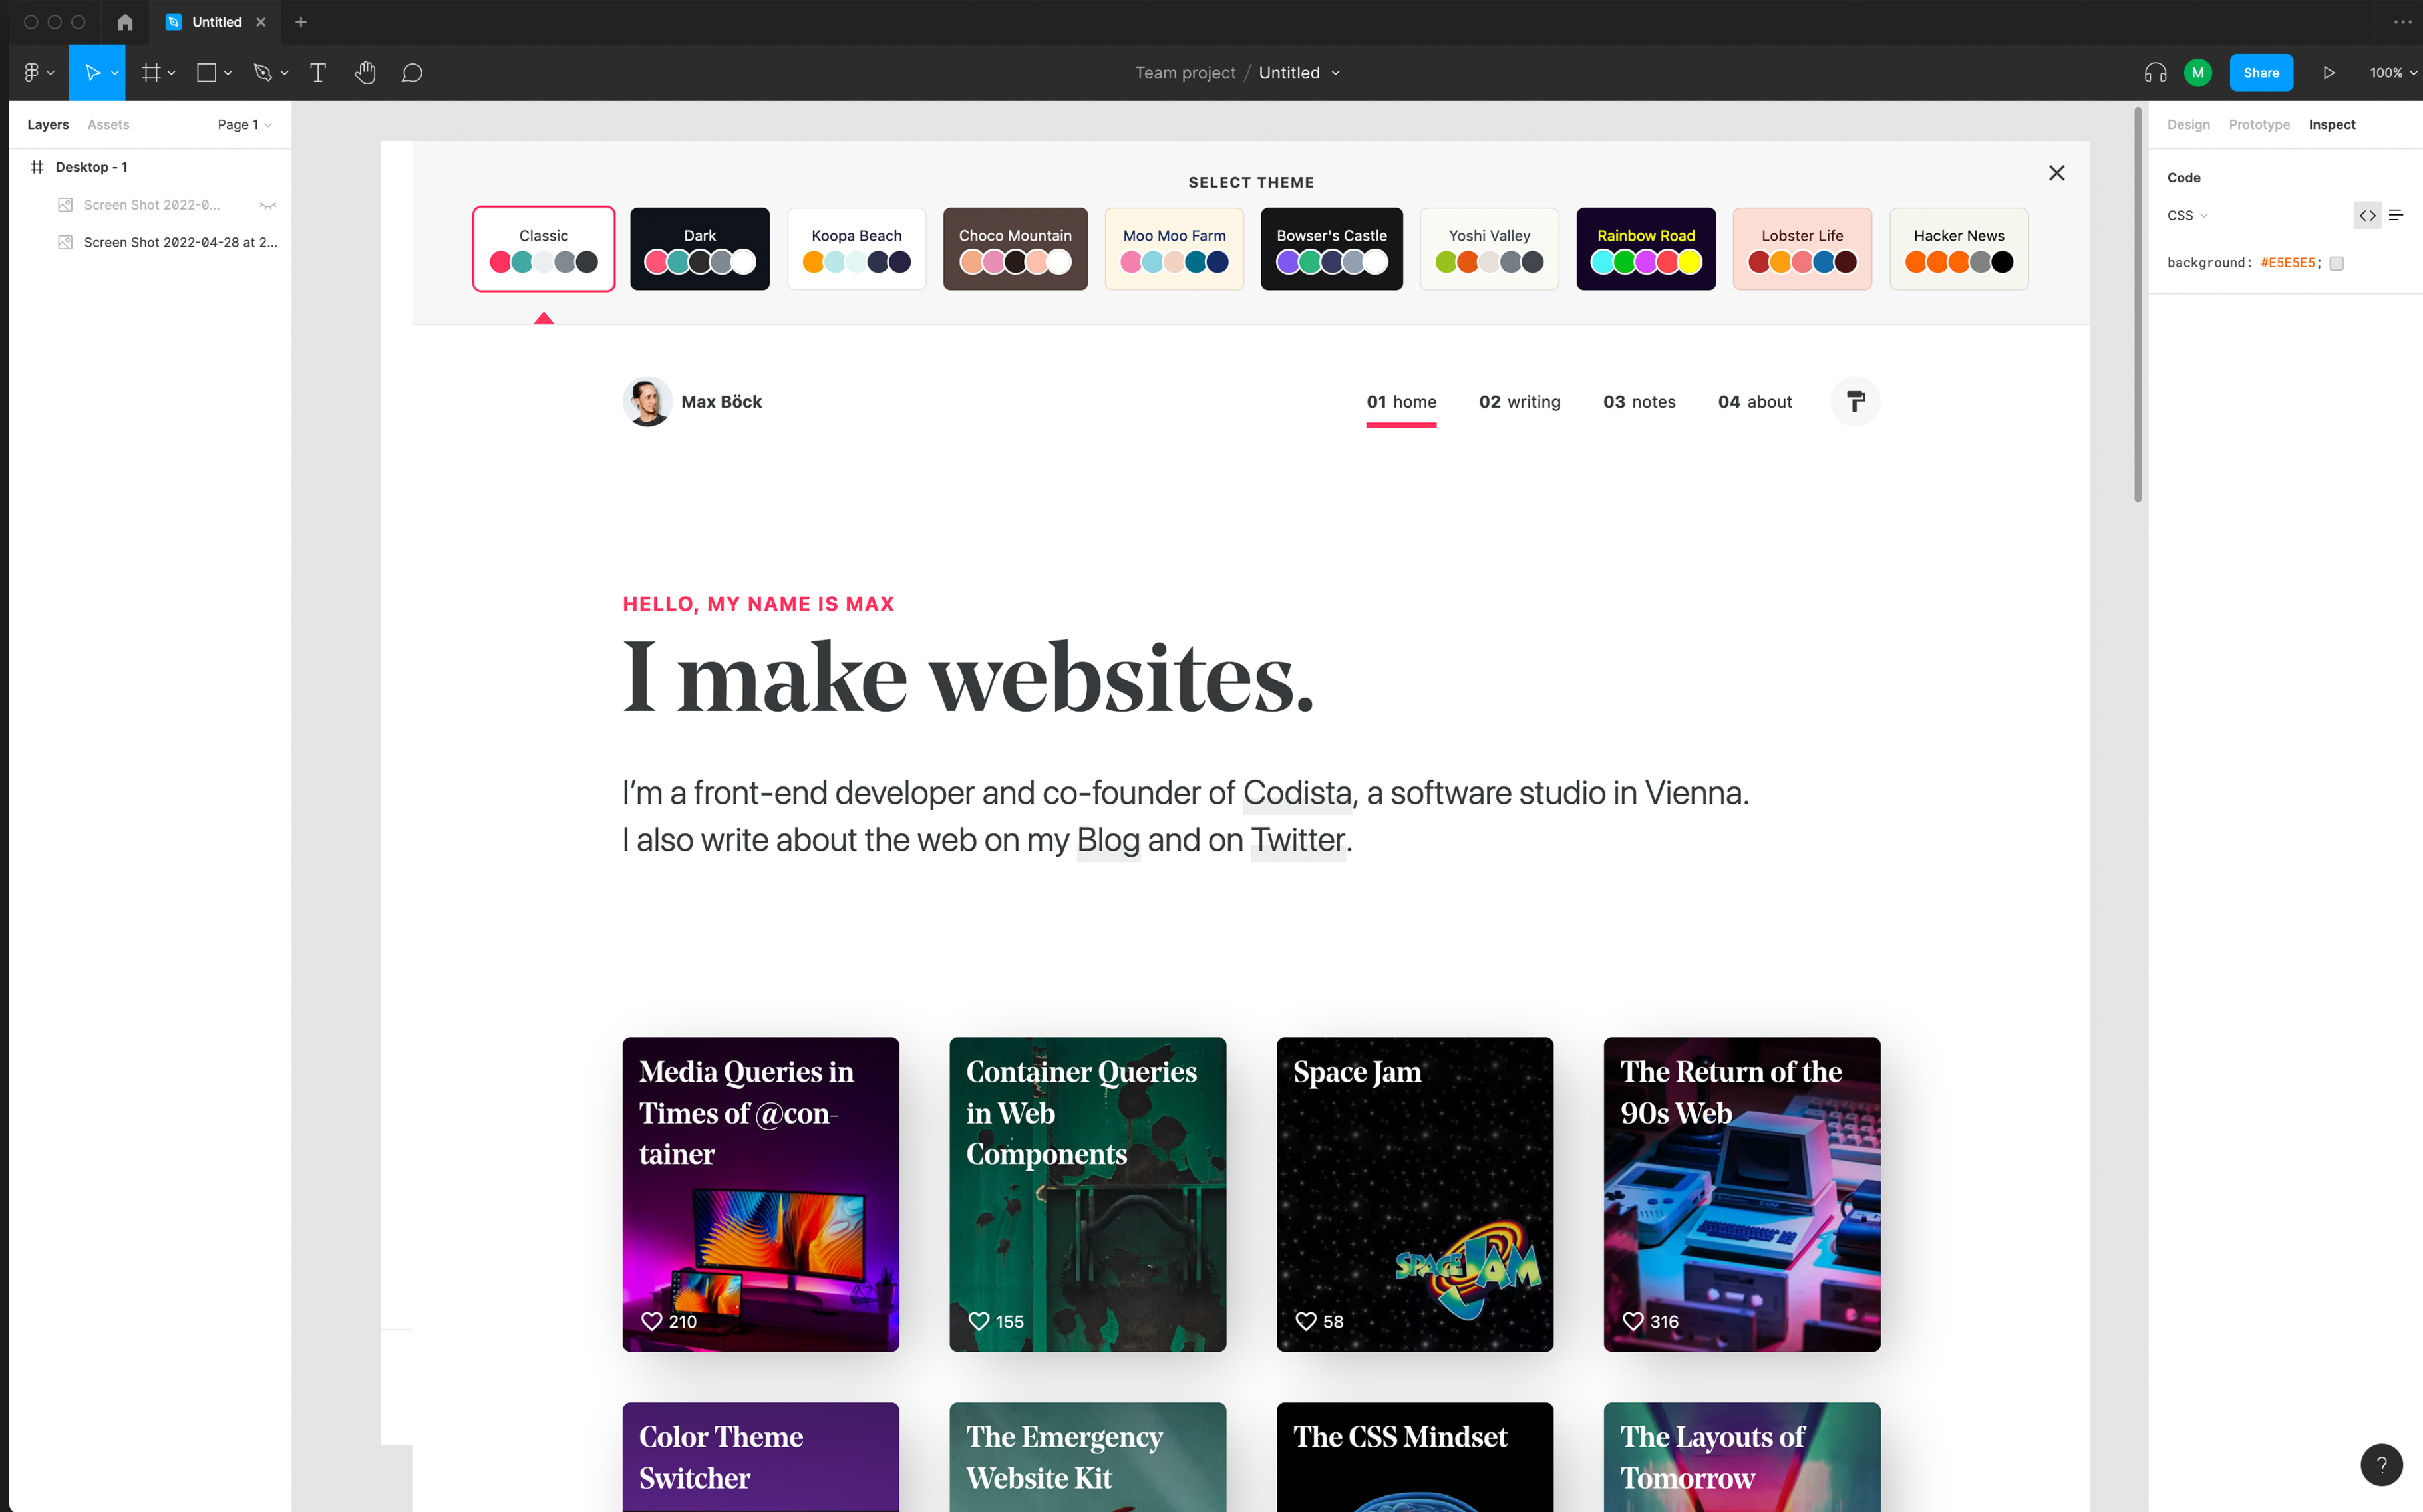 Untitled
Team project / Untitled
M
Share
100%
Layers
Assets
Page 1
Design
Prototype
Inspect
Desktop - 1
Screen Shot 2022-0...
Screen Shot 2022-04-28 at 2...
Code
CSS
background: #E5E5E5;
SELECT THEME
Classic
Dark
Koopa Beach
Choco Mountain
Moo Moo Farm
Bowser's Castle
Yoshi Valley
Rainbow Road
Lobster Life
Hacker News
Max Böck
01 home
02 writing
03 notes
04 about
HELLO, MY NAME IS MAX
I make websites.
I’m a front-end developer and co-founder of Codista, a software studio in Vienna.
I also write about the web on my Blog and on Twitter.
Media Queries in
Times of @con-
tainer
210
Container Queries
in Web
Components
155
Space Jam
SPACE JAM
58
The Return of the
90s Web
316
Color Theme
Switcher
The Emergency
Website Kit
The CSS Mindset
The Layouts of
Tomorrow
?